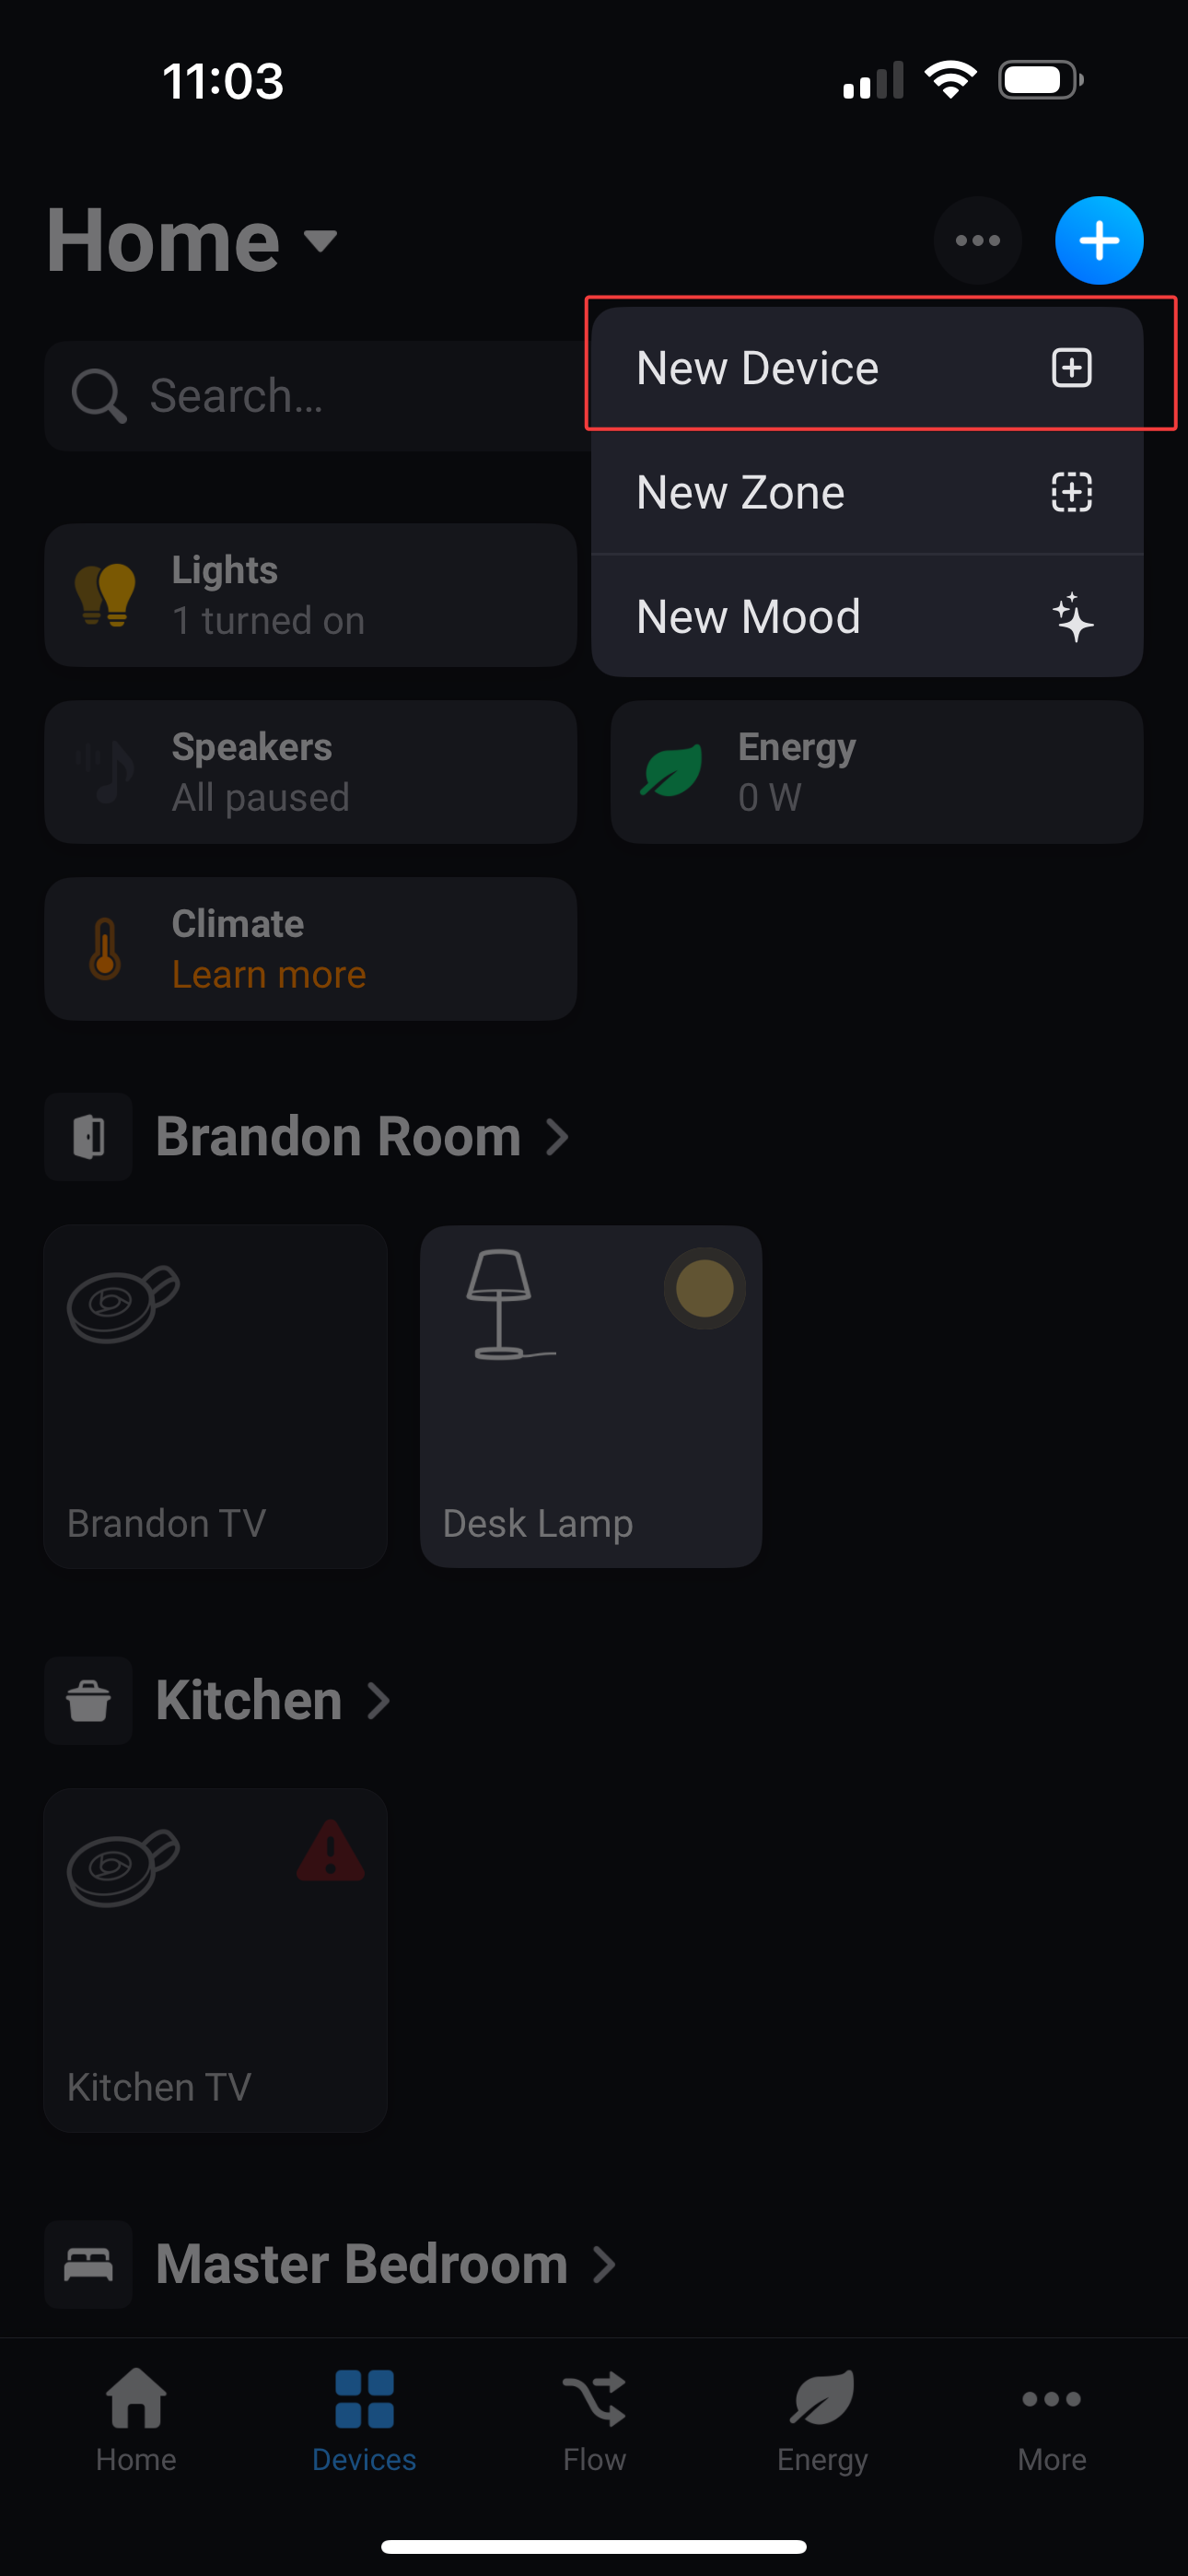 11:03
Home
New Device
Search...
New Zone
Lights
1 turned on
New Mood
Speakers
All paused
Energy
0 W
Climate
Learn more
Brandon Room
Brandon TV
Desk Lamp
Kitchen
Kitchen TV
Master Bedroom
Home
Devices
Flow
Energy
More